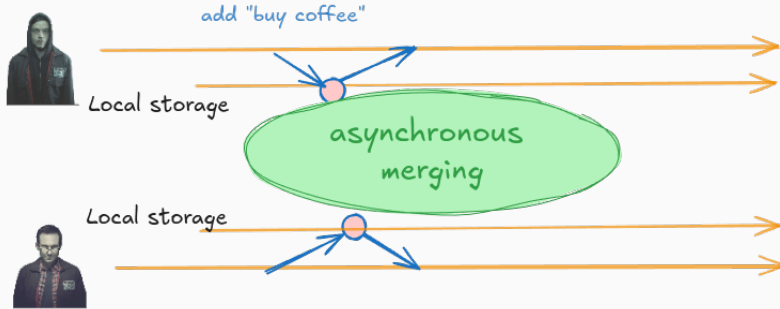 add "buy coffee"
Local storage
asynchronous
merging
Local storage